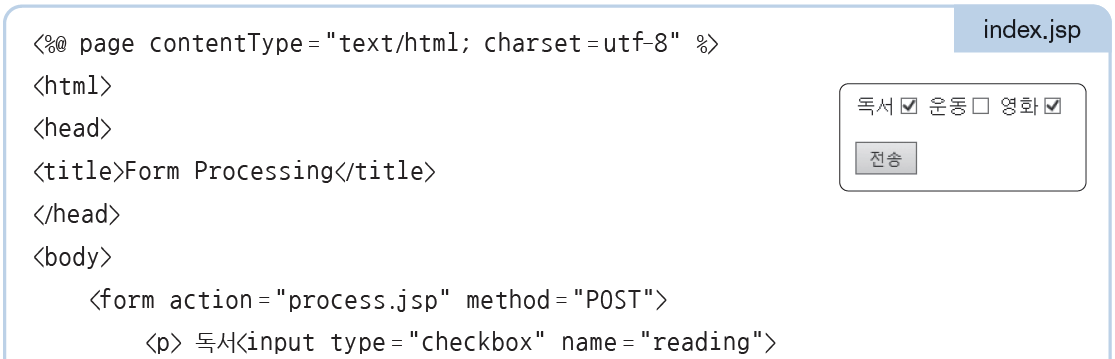 index.jsp
<%@ page contentType="text/html; charset=utf-8" %>
<html>
<head>
<title>Form Processing</title>
</head>
<body>
<form action="process.jsp" method="POST">
<p> 독서<input type="checkbox" name="reading">
독서 운동 영화
전송